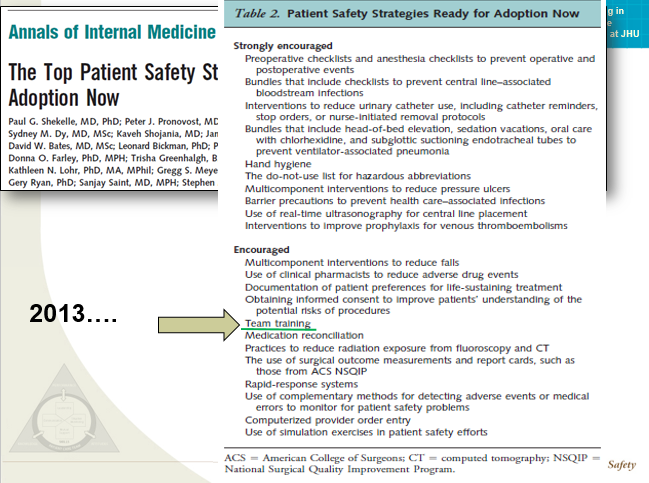 Annals of Internal Medicine
The Top Patient Safety St
Adoption Now
Paul G. Shekelle, MD, PhD; Peter J. Pronovost, MD
Sydney M. Dy, MD, MSc; Kaveh Shojania, MD; Jam
David W. Bates, MD, MSc; Leonard Bickman, PhD; P
Donna O. Farley, PhD, MPH; Trisha Greenhalgh, B
Kathleen N. Lohr, PhD, MA, MPhil; Gregg S. Meye
Gery Ryan, PhD; Sanjay Saint, MD, MPH; Stephen
2013....
Table 2. Patient Safety Strategies Ready for Adoption Now
Strongly encouraged
Preoperative checklists and anesthesia checklists to prevent operative and
postoperative events
Bundles that include checklists to prevent central line–associated
bloodstream infections
Interventions to reduce urinary catheter use, including catheter reminders,
stop orders, or nurse-initiated removal protocols
Bundles that include head-of-bed elevation, sedation vacations, oral care
with chlorhexidine, and subglottic suctioning endotracheal tubes to
prevent ventilator-associated pneumonia
Hand hygiene
The do-not-use list for hazardous abbreviations
Multicomponent interventions to reduce pressure ulcers
Barrier precautions to prevent health care–associated infections
Use of real-time ultrasonography for central line placement
Interventions to improve prophylaxis for venous thromboembolisms
Encouraged
Multicomponent interventions to reduce falls
Use of clinical pharmacists to reduce adverse drug events
Documentation of patient preferences for life-sustaining treatment
Obtaining informed consent to improve patients' understanding of the
potential risks of procedures
Team training
Medication reconciliation
Practices to reduce radiation exposure from fluoroscopy and CT
The use of surgical outcome measurements and report cards, such as
those from ACS NSQIP
Rapid-response systems
Use of complementary methods for detecting adverse events or medical
errors to monitor for patient safety problems
Computerized provider order entry
Use of simulation exercises in patient safety efforts
ACS = American College of Surgeons; CT = computed tomography; NSQIP =
National Surgical Quality Improvement Program.
g in
e
at JHU
Safety